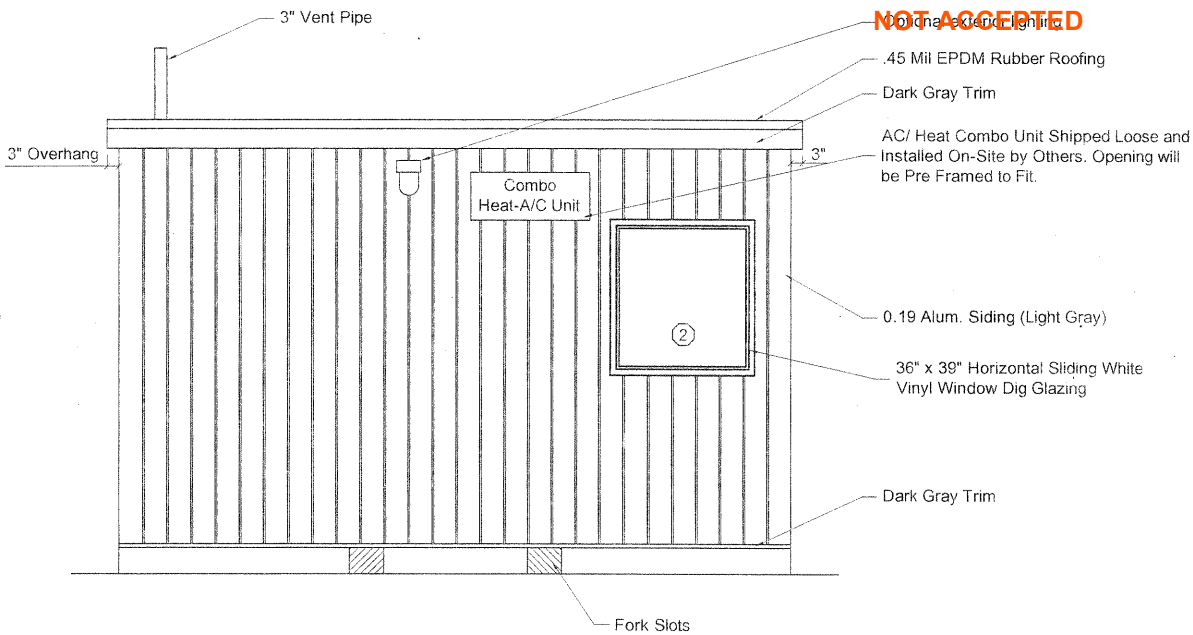 3" Vent Pipe
NOT ACCEPTED
Optional exterior lighting
.45 Mil EPDM Rubber Roofing
Dark Gray Trim
AC/ Heat Combo Unit Shipped Loose and
Installed On-Site by Others. Opening will
be Pre Framed to Fit.
3" Overhang
3"
Combo
Heat-A/C Unit
2
0.19 Alum. Siding (Light Gray)
36" x 39" Horizontal Sliding White
Vinyl Window Dig Glazing
Dark Gray Trim
Fork Slots